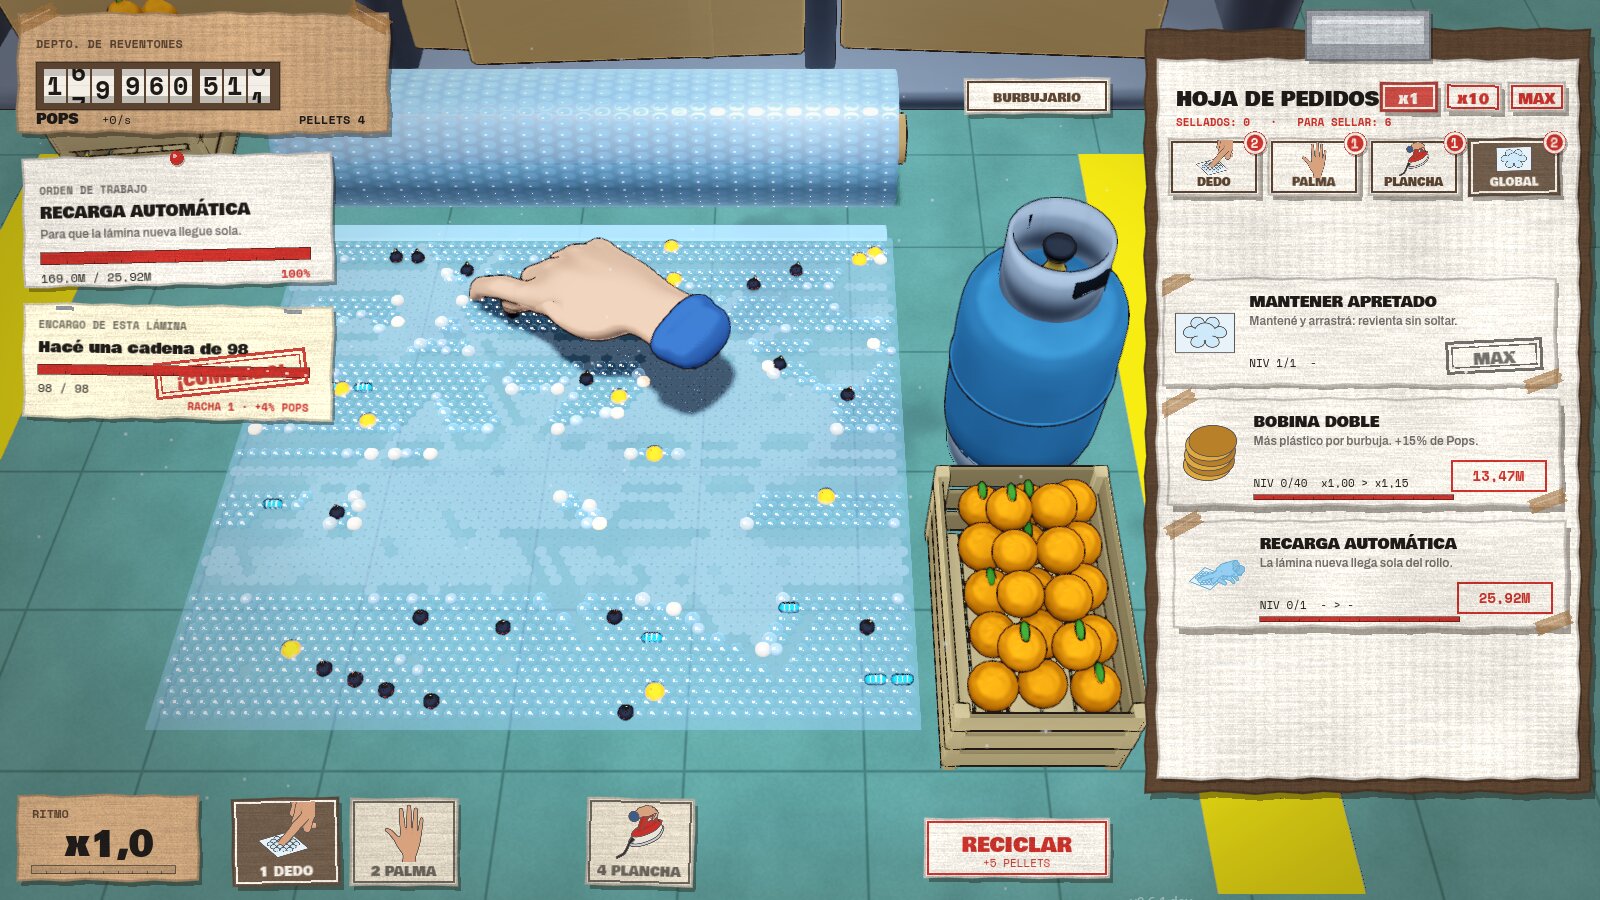 DEPTO. DE REVENTONES
POPS +0/s PELLETS 4
ORDEN DE TRABAJO
RECARGA AUTOMÁTICA
Para que la lámina nueva llegue sola.
169.0M / 25,92M 100%
ENCARGO DE ESTA LÁMINA
Hacé una cadena de 98
98 / 98
RACHA 1 · +4% POPS
BURBUJARIO
HOJA DE PEDIDOS x1 x10 MAX
SELLADOS: 0 · PARA SELLAR: 6
2 1 1 2
DEDO PALMA PLANCHA GLOBAL
MANTENER APRETADO
Mantené y arrastrá: revienta sin soltar.
NIV 1/1 - MAX
BOBINA DOBLE
Más plástico por burbuja. +15% de Pops.
NIV 0/40 x1,00 > x1,15 13,47M
RECARGA AUTOMÁTICA
La lámina nueva llega sola del rollo.
NIV 0/1 - > - 25,92M
RITMO
x1,0
1 DEDO 2 PALMA 4 PLANCHA
RECICLAR
+5 PELLETS